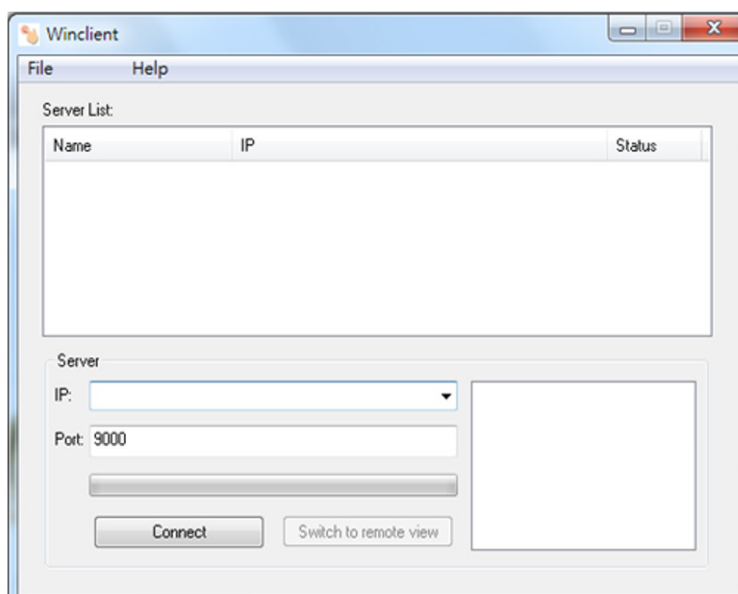 Winclient
File Help
Server List:
Name IP Status
Server
IP:
Port: 9000
Connect Switch to remote view